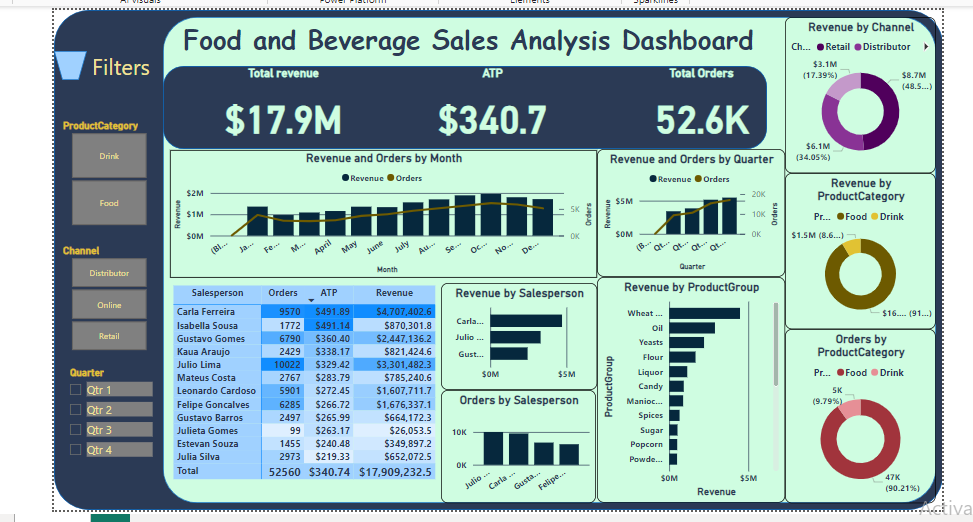 Food and Beverage Sales Analysis Dashboard
Filters
ProductCategory
Drink
Food
Channel
Distributor
Online
Retail
Quarter
Qtr 1
Qtr 2
Qtr 3
Qtr 4
Total revenue
$17.9M
ATP
$340.7
Total Orders
52.6K
Revenue and Orders by Month
Revenue Orders
Revenue
$2M
$1M
$0M
5K
0K
Orders
(Bl... Ja... Fe... M... April May June July Au... Se... Oc... No... De...
Month
Revenue and Orders by Quarter
Revenue Orders
Revenue
$5M
$0M
20K
10K
0K
Orders
(B... Qt... Qt... Qt... Qt...
Quarter
Salesperson Orders ATP Revenue
Carla Ferreira 9570 $491.89 $4,707,402.6
Isabella Sousa 1772 $491.14 $870,301.8
Gustavo Gomes 6790 $360.40 $2,447,136.2
Kaua Araujo 2429 $338.17 $821,424.6
Julio Lima 10022 $329.42 $3,301,482.3
Mateus Costa 2767 $283.79 $785,240.6
Leonardo Cardoso 5901 $272.45 $1,607,711.7
Felipe Goncalves 6285 $266.72 $1,676,337.1
Gustavo Barros 2497 $265.99 $664,172.3
Julieta Gomes 99 $263.17 $26,053.5
Estevan Souza 1455 $240.48 $349,897.2
Julia Silva 2973 $219.33 $652,072.5
Total 52560 $340.74 $17,909,232.5
Revenue by Salesperson
Carla...
Julio ...
Gust...
$0M $5M
Orders by Salesperson
10K
0K
Julio ... Carla ... Gusta... Felipe...
Revenue by ProductGroup
ProductGroup
Wheat ...
Oil
Yeasts
Flour
Liquor
Candy
Manioc...
Spices
Sugar
Popcorn
Powde...
$0M $5M
Revenue
Revenue by Channel
Ch... Retail Distributor
$3.1M
(17.39%)
$8.7M
(48.5...)
$6.1M
(34.05%)
Revenue by
ProductCategory
Pr... Food Drink
$1.5M (8.6...)
$16.... (91...)
Orders by
ProductCategory
Pr... Food Drink
5K
(9.79%)
47K
(90.21%)